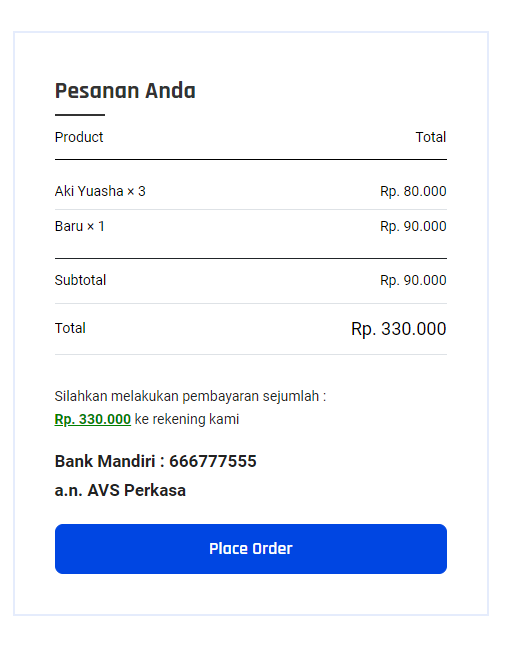 Pesanan Anda
Product Total
Aki Yuasha × 3 Rp. 80.000
Baru × 1 Rp. 90.000
Subtotal Rp. 90.000
Total Rp. 330.000
Silahkan melakukan pembayaran sejumlah :
Rp. 330.000 ke rekening kami
Bank Mandiri : 666777555
a.n. AVS Perkasa
Place Order